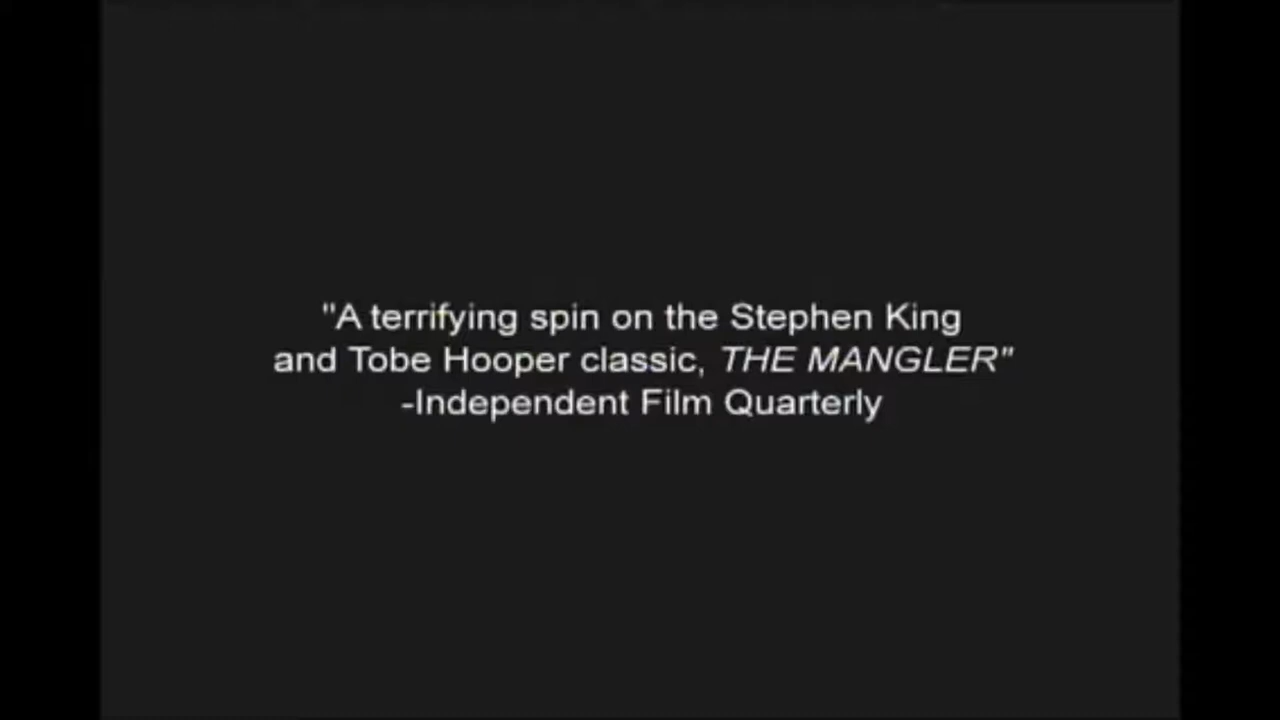 "A terrifying spin on the Stephen King
and Tobe Hooper classic, THE MANGLER"
-Independent Film Quarterly